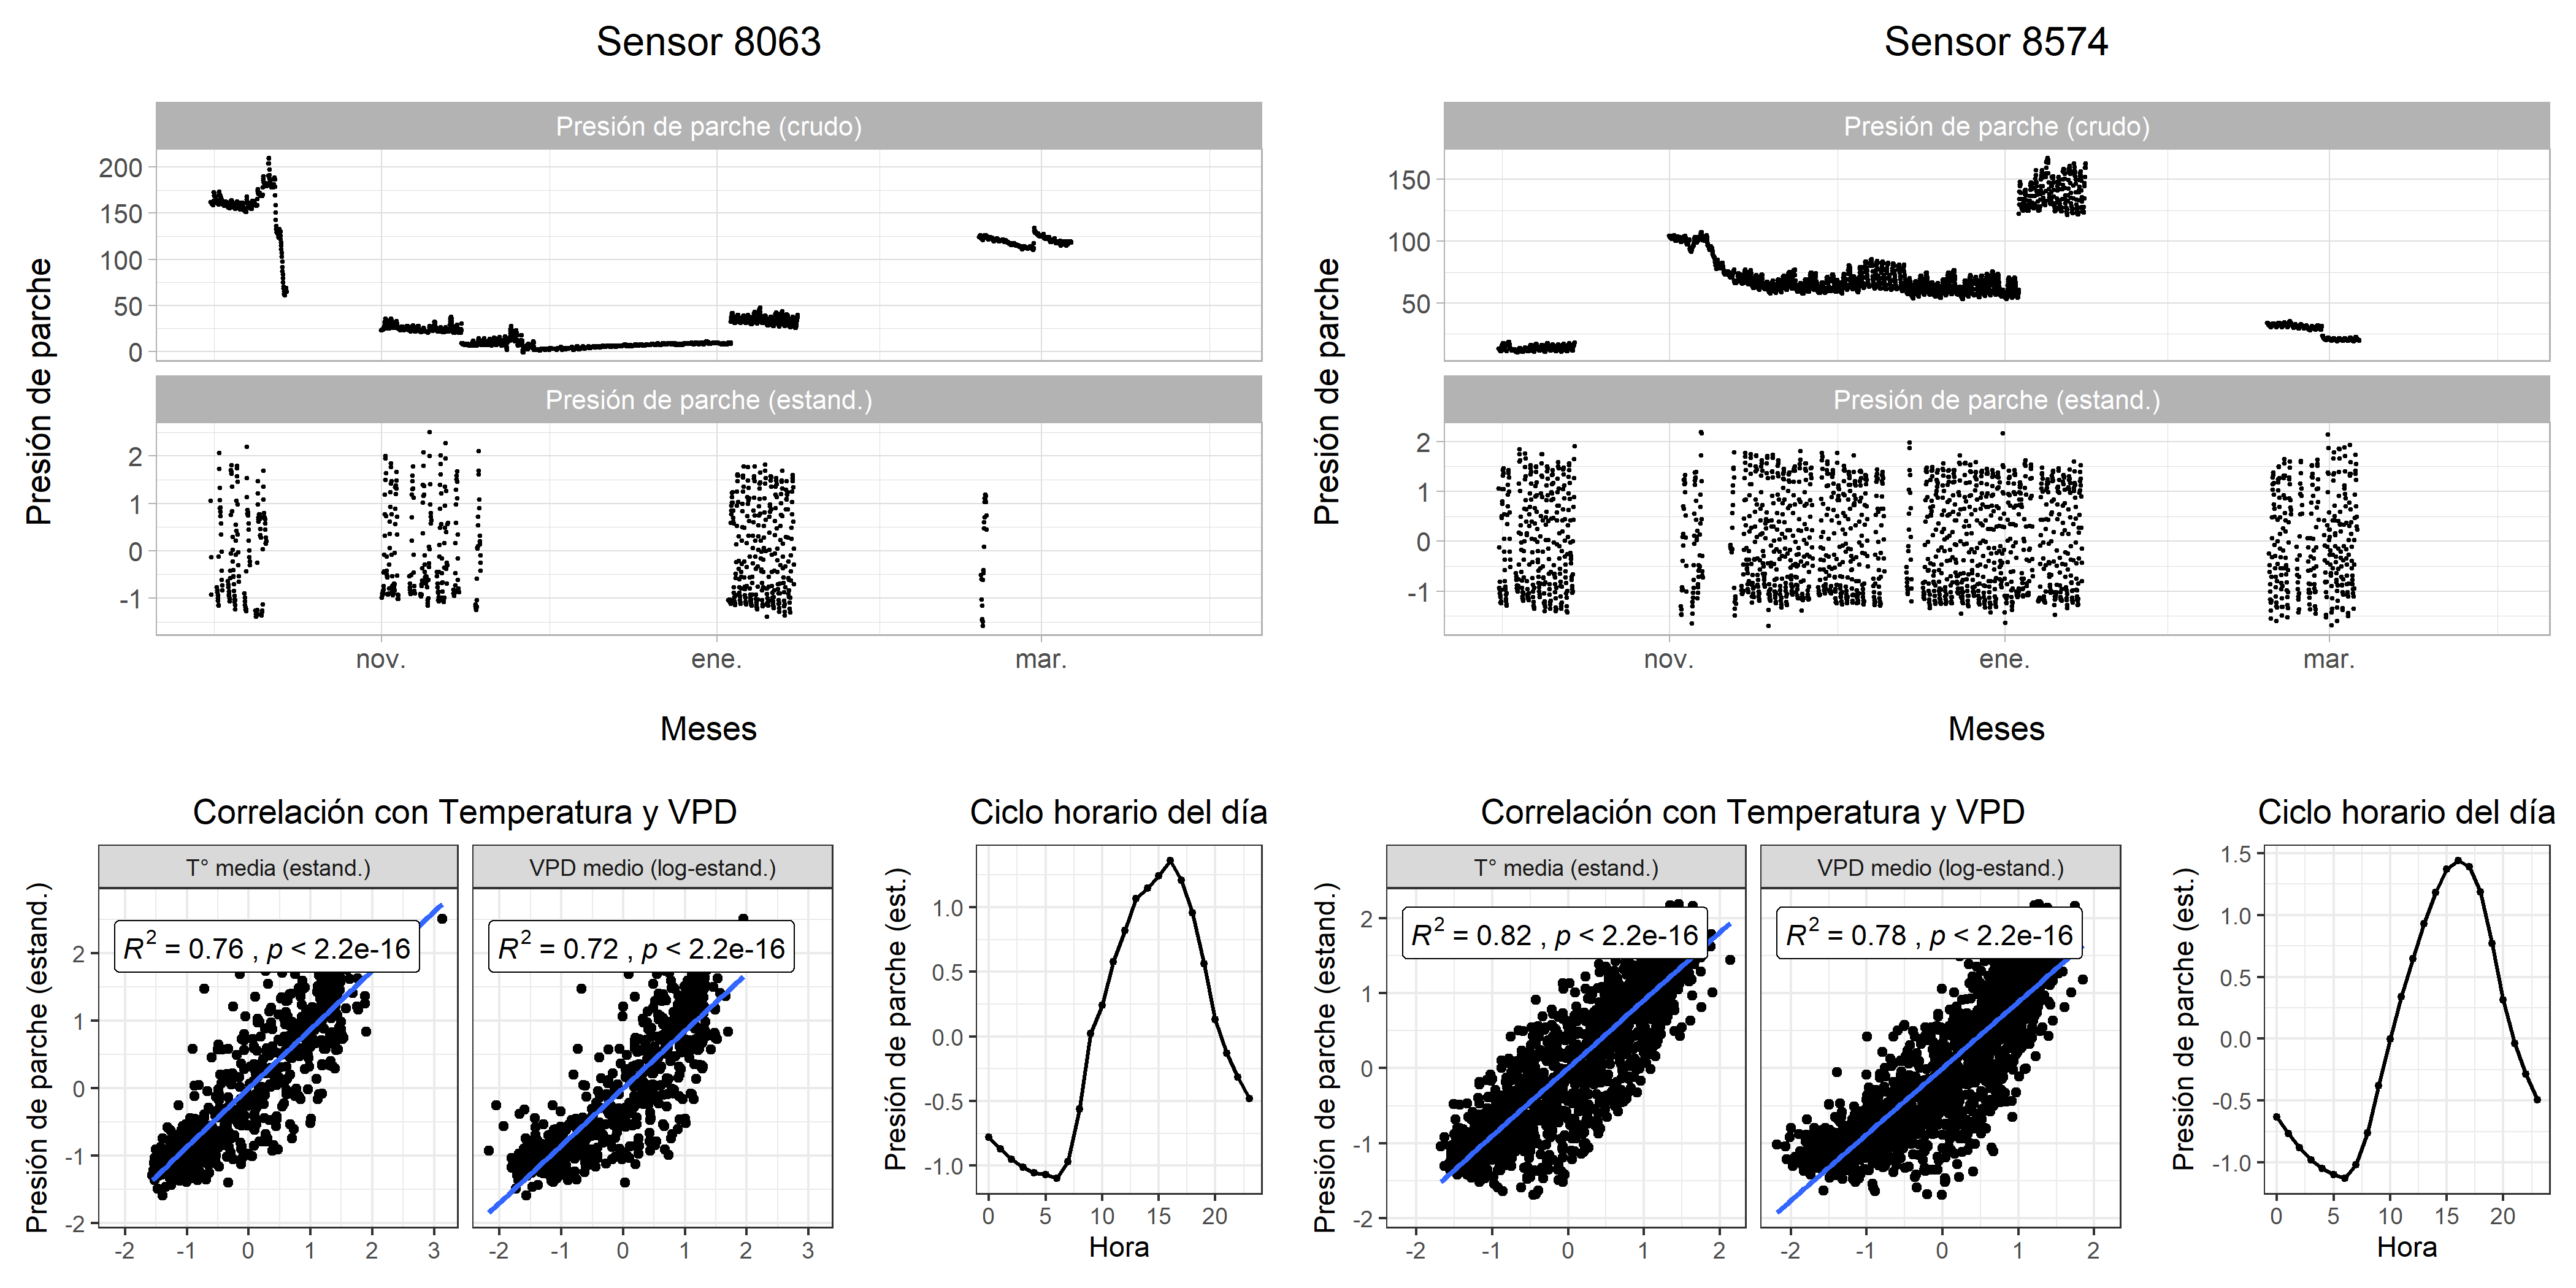 Sensor 8063
Presión de parche (crudo)
200
150
100
50
0
Presión de parche
Presión de parche (estand.)
2
1
0
-1
nov. ene. mar.
Meses
Correlación con Temperatura y VPD
T° media (estand.) VPD medio (log-estand.)
R² = 0.76 , p < 2.2e-16
R² = 0.72 , p < 2.2e-16
Presión de parche (estand.)
2
1
0
-1
-2
-2 -1 0 1 2 3
-2 -1 0 1 2 3
Ciclo horario del día
Presión de parche (est.)
1.0
0.5
0.0
-0.5
-1.0
0 5 10 15 20
Hora
Sensor 8574
Presión de parche (crudo)
150
100
50
Presión de parche
Presión de parche (estand.)
2
1
0
-1
nov. ene. mar.
Meses
Correlación con Temperatura y VPD
T° media (estand.) VPD medio (log-estand.)
R² = 0.82 , p < 2.2e-16
R² = 0.78 , p < 2.2e-16
Presión de parche (estand.)
2
1
0
-1
-2
-2 -1 0 1 2
-2 -1 0 1 2
Ciclo horario del día
Presión de parche (est.)
1.5
1.0
0.5
0.0
-0.5
-1.0
0 5 10 15 20
Hora